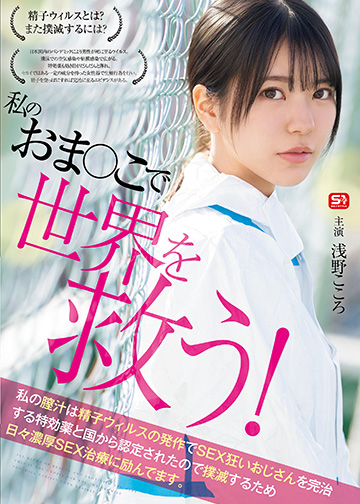 精子ウィルスとは?
また撲滅するには?
私の
おま○こで
世界を
救う!
S1
主演
浅野こころ
私の膣汁は精子ウィルスの発作でSEX狂いおじさんを完治
する特効薬と国から認定されたので撲滅するため
日々濃厚SEX治療に励んでます。